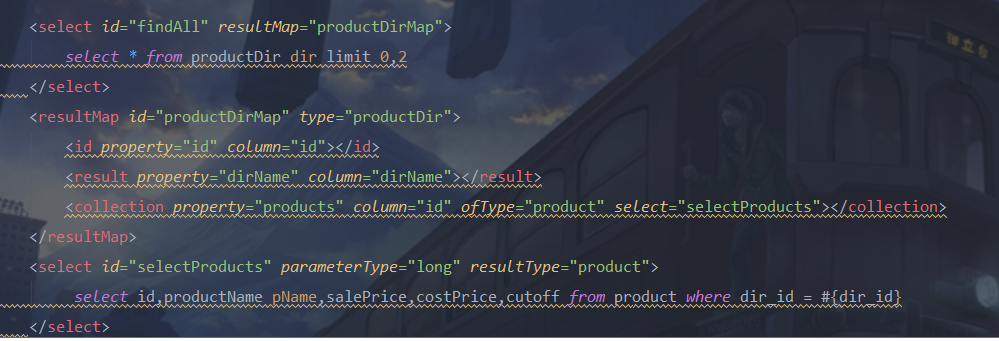 <select id="findAll" resultMap="productDirMap">
select * from productDir dir limit 0,2
</select>
<resultMap id="productDirMap" type="productDir">
<id property="id" column="id"></id>
<result property="dirName" column="dirName"></result>
<collection property="products" column="id" ofType="product" select="selectProducts"></collection>
</resultMap>
<select id="selectProducts" parameterType="long" resultType="product">
select id,productName pName,salePrice,costPrice,cutoff from product where dir_id = #{dir_id}
</select>